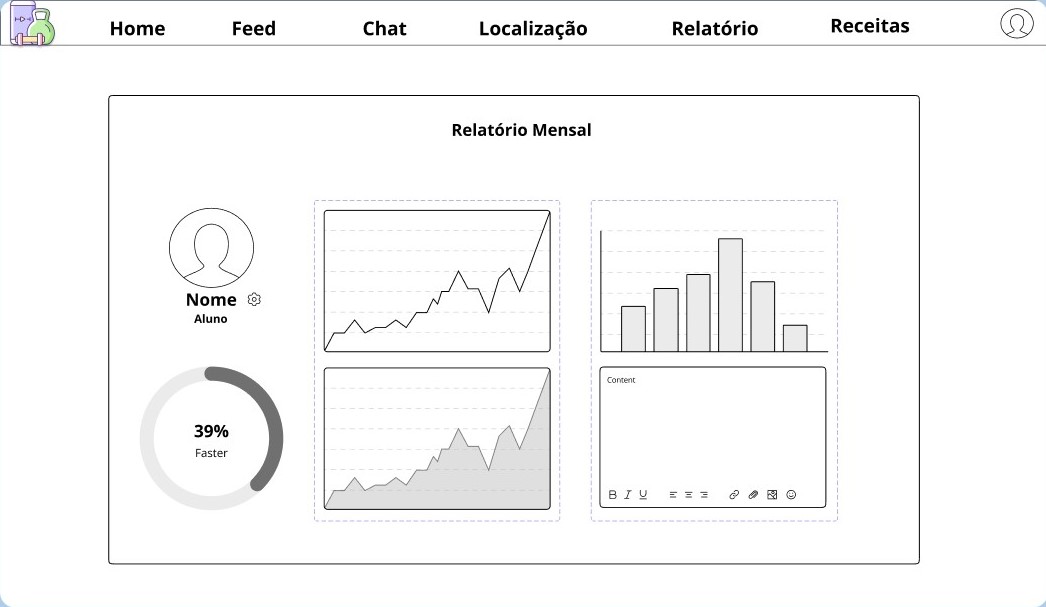 Home Feed Chat Localização Relatório Receitas
Relatório Mensal
Nome
Aluno
39%
Faster
Content
B I U